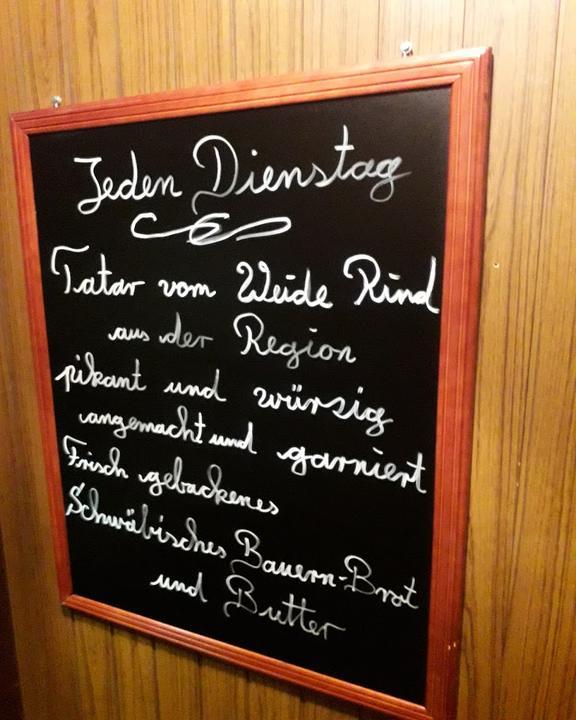 Jeden Dienstag
Tatar vom Weide Rind
aus der Region
pikant und würzig
angemacht und garniert
Frisch gebackenes
Schwäbisches Bauern-Brot
und Butter